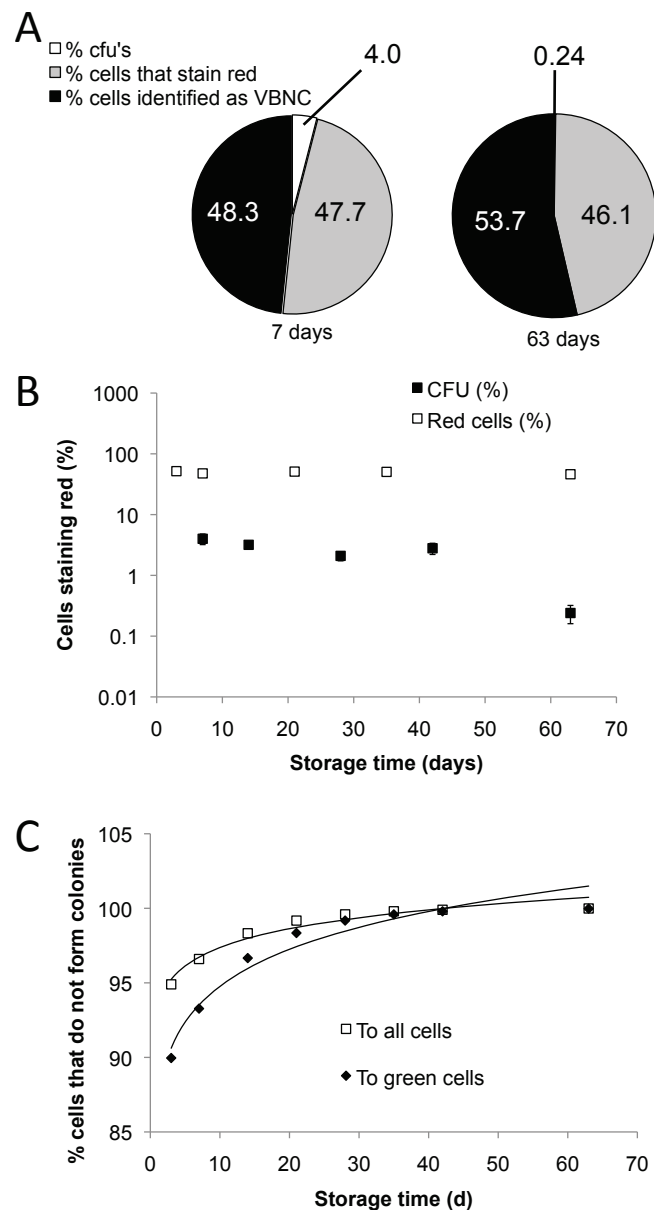 A
% cfu's
% cells that stain red
% cells identified as VBNC
4.0
0.24
48.3
47.7
53.7
46.1
7 days
63 days
B
CFU (%)
Red cells (%)
1000
100
10
1
0.1
0.01
Cells staining red (%)
0 10 20 30 40 50 60 70
Storage time (days)
C
105
100
95
90
85
% cells that do not form colonies
To all cells
To green cells
0 10 20 30 40 50 60 70
Storage time (d)